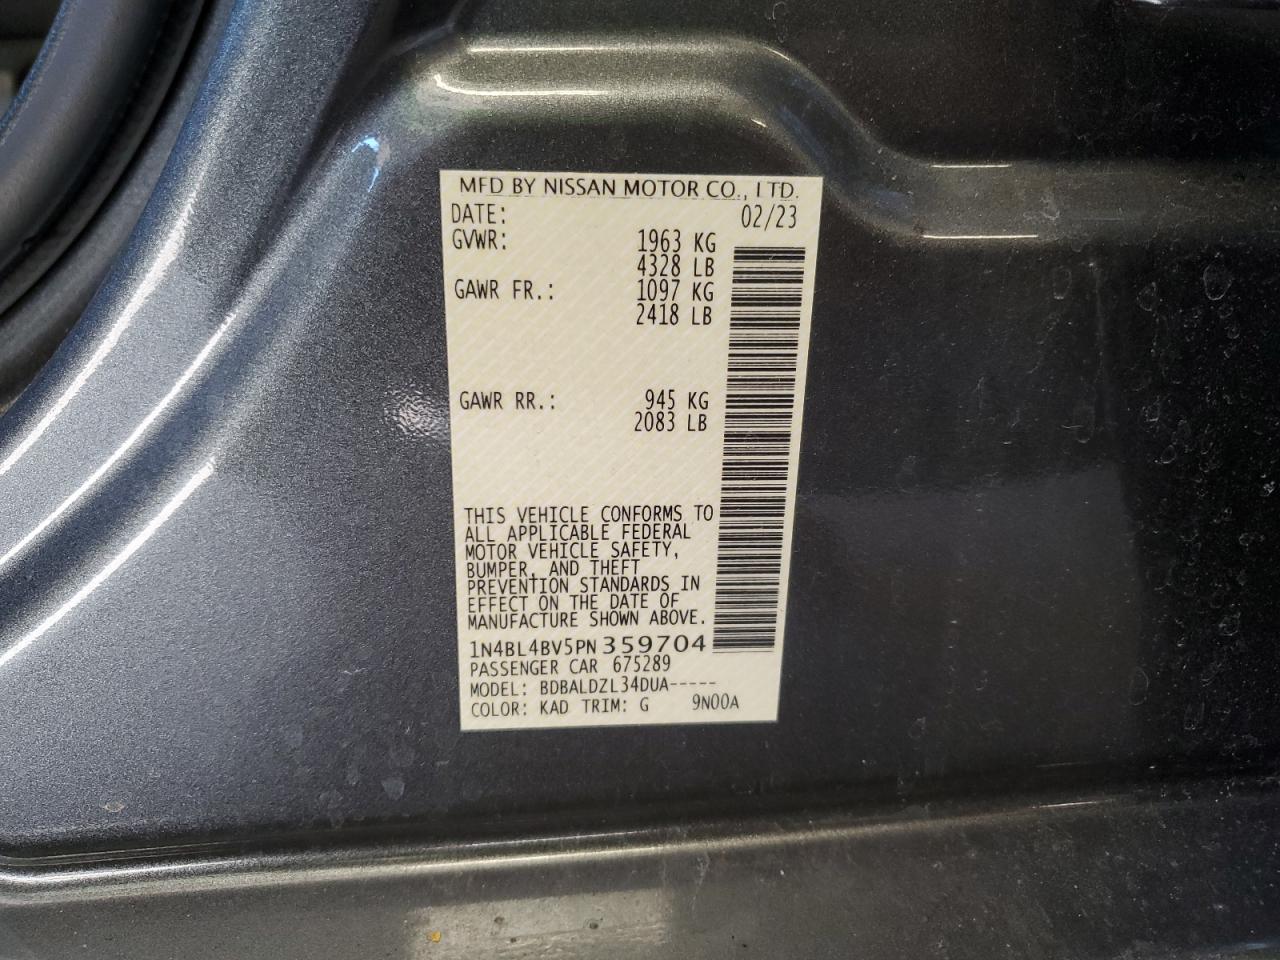 MFD BY NISSAN MOTOR CO., LTD.
DATE: 02/23
GVWR: 1963 KG
4328 LB
GAWR FR.: 1097 KG
2418 LB
GAWR RR.: 945 KG
2083 LB
THIS VEHICLE CONFORMS TO
ALL APPLICABLE FEDERAL
MOTOR VEHICLE SAFETY,
BUMPER, AND THEFT
PREVENTION STANDARDS IN
EFFECT ON THE DATE OF
MANUFACTURE SHOWN ABOVE.
1N4BL4BV5PN359704
PASSENGER CAR 675289
MODEL: BDBALDZL34DUA-----
COLOR: KAD TRIM: G 9N00A